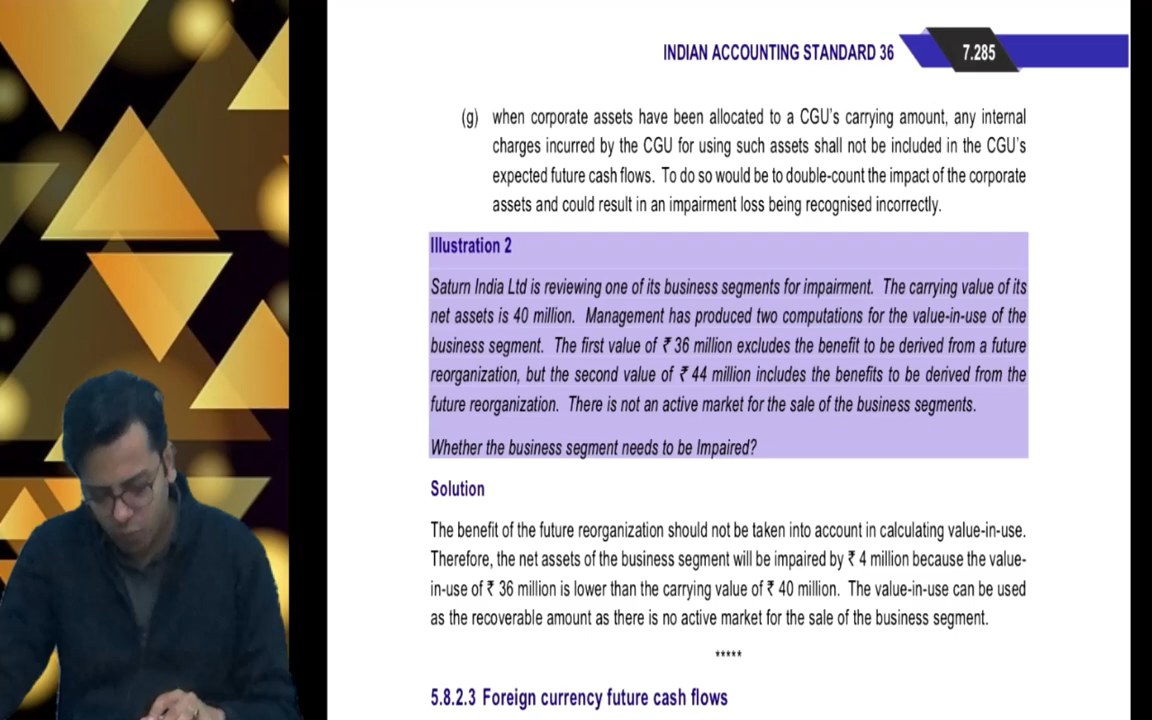 INDIAN ACCOUNTING STANDARD 36 7.285
(g) when corporate assets have been allocated to a CGU's carrying amount, any internal
charges incurred by the CGU for using such assets shall not be included in the CGU's
expected future cash flows. To do so would be to double-count the impact of the corporate
assets and could result in an impairment loss being recognised incorrectly.
Illustration 2
Saturn India Ltd is reviewing one of its business segments for impairment. The carrying value of its
net assets is 40 million. Management has produced two computations for the value-in-use of the
business segment. The first value of ₹ 36 million excludes the benefit to be derived from a future
reorganization, but the second value of ₹ 44 million includes the benefits to be derived from the
future reorganization. There is not an active market for the sale of the business segments.
Whether the business segment needs to be Impaired?
Solution
The benefit of the future reorganization should not be taken into account in calculating value-in-use.
Therefore, the net assets of the business segment will be impaired by ₹ 4 million because the value-
in-use of ₹ 36 million is lower than the carrying value of ₹ 40 million. The value-in-use can be used
as the recoverable amount as there is no active market for the sale of the business segment.
*****
5.8.2.3 Foreign currency future cash flows